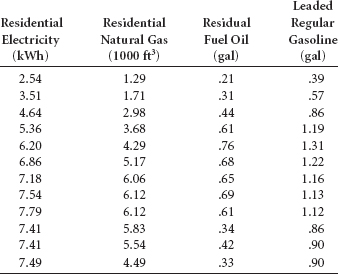 Leaded
Residential Residential Residual Regular
Electricity Natural Gas Fuel Oil Gasoline
(kWh) (1000 ft³) (gal) (gal)
2.54 1.29 .21 .39
3.51 1.71 .31 .57
4.64 2.98 .44 .86
5.36 3.68 .61 1.19
6.20 4.29 .76 1.31
6.86 5.17 .68 1.22
7.18 6.06 .65 1.16
7.54 6.12 .69 1.13
7.79 6.12 .61 1.12
7.41 5.83 .34 .86
7.41 5.54 .42 .90
7.49 4.49 .33 .90